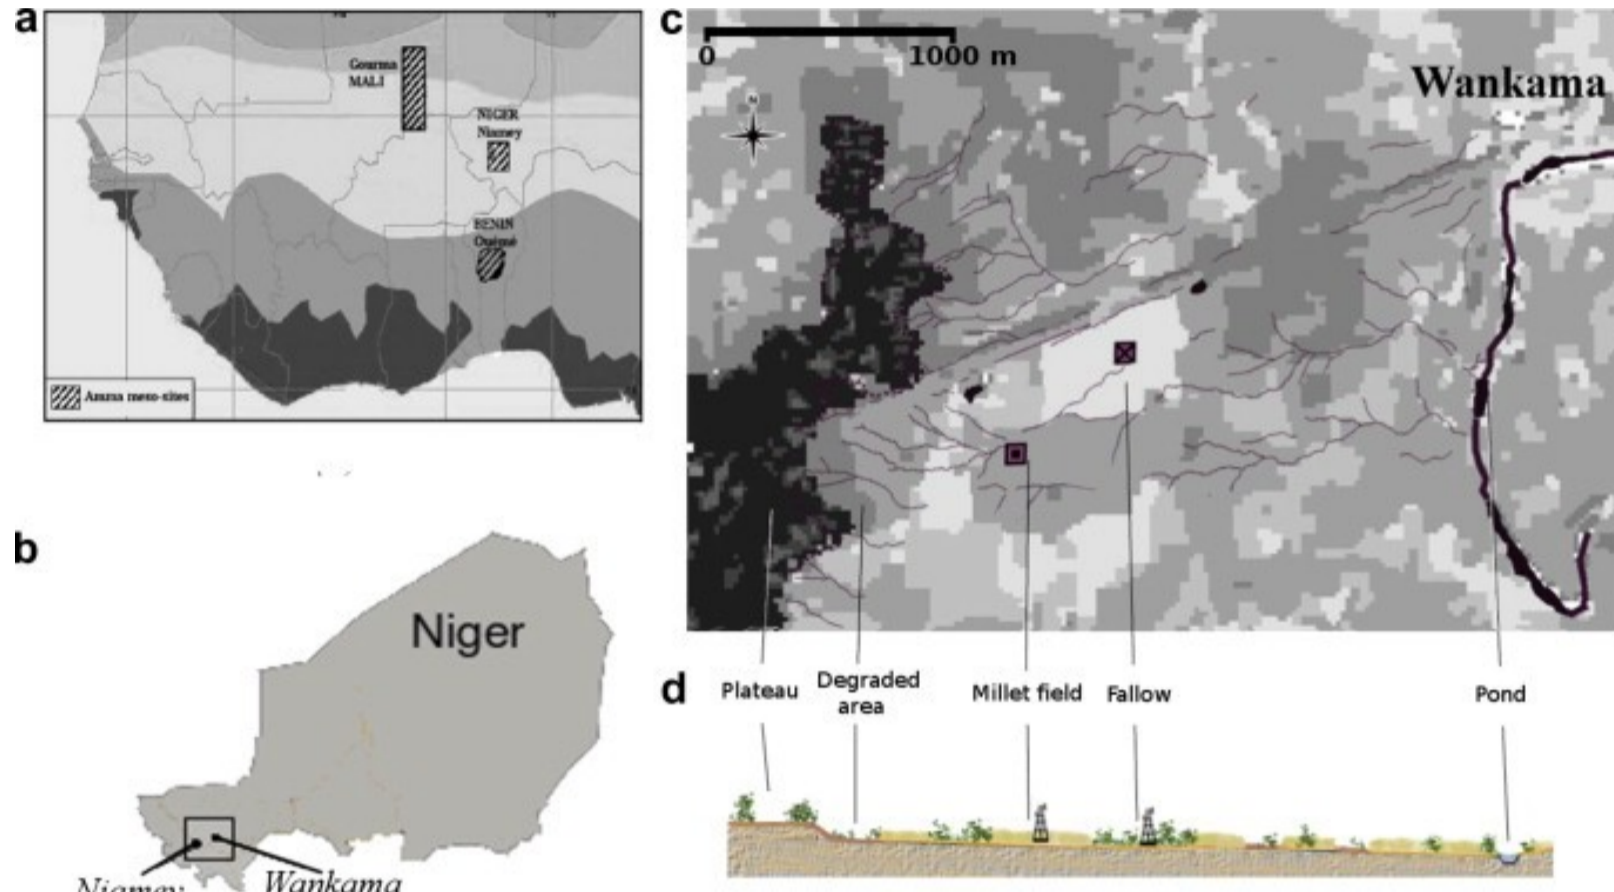 a
Gourma
MALI
NIGER
Niamey
BENIN
Ouémé
Amma meso-sites
b
Niger
Niamey
Wankama
c
0 1000 m
N
Wankama
d
Plateau
Degraded
area
Millet field
Fallow
Pond